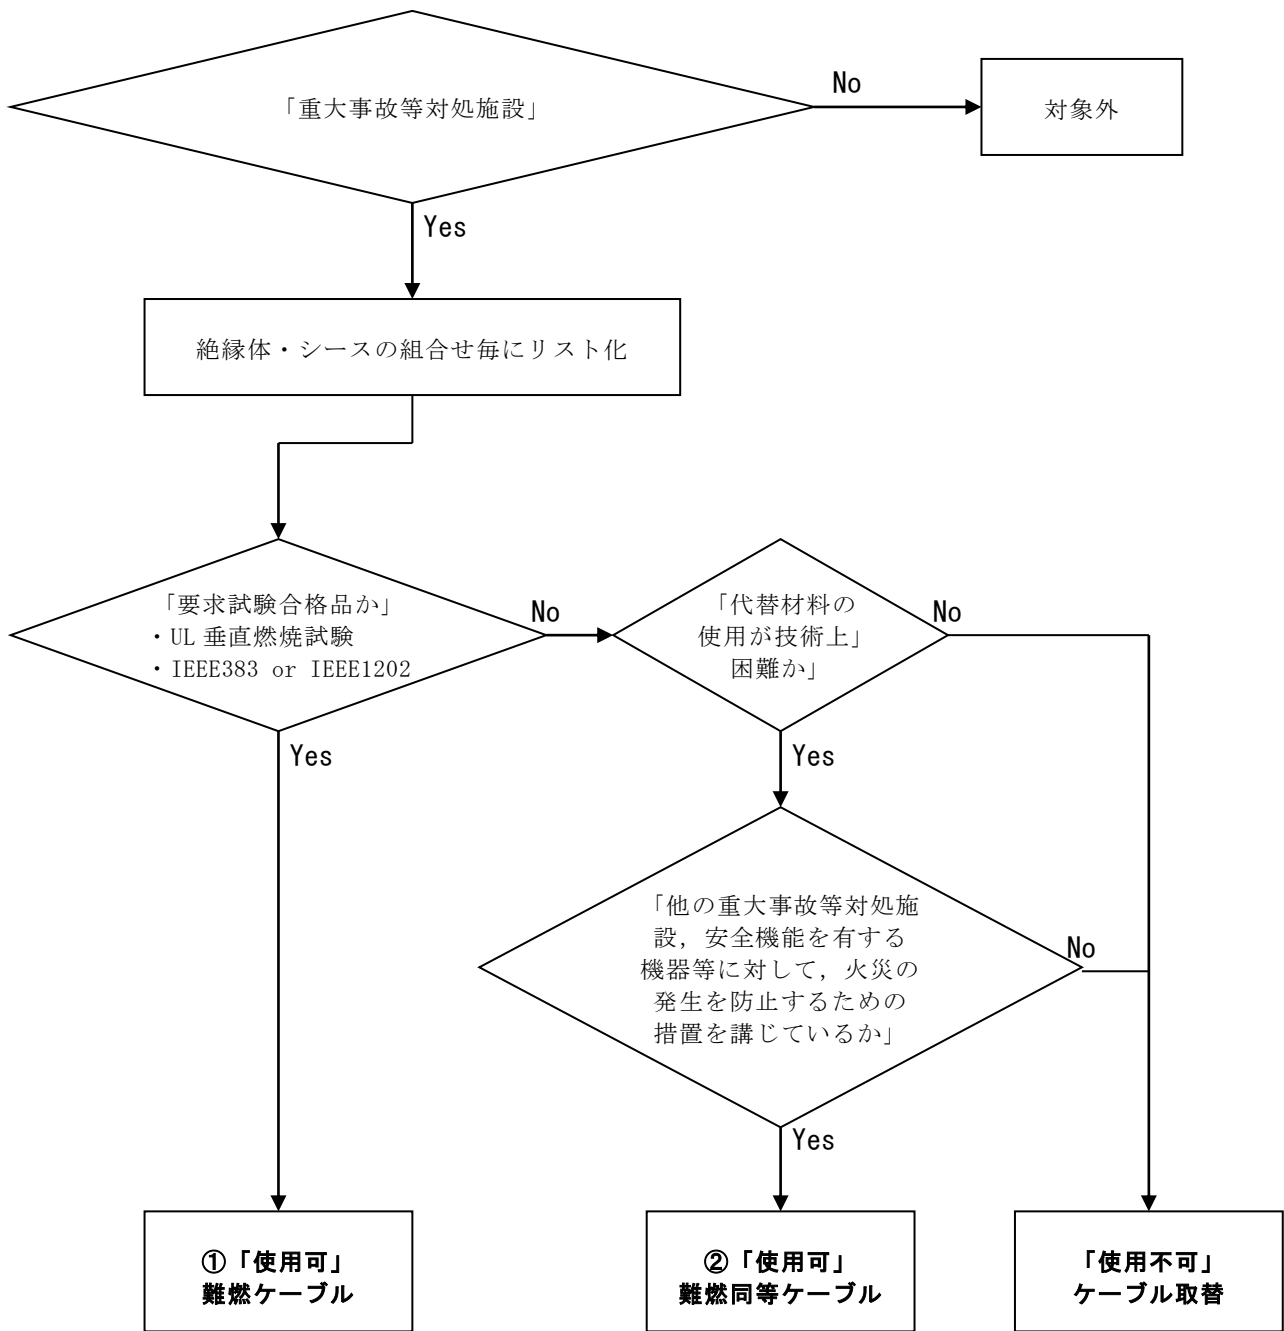 「重大事故等対処施設」
No
対象外
Yes
絶縁体・シースの組合せ毎にリスト化
「要求試験合格品か」
・UL 垂直燃焼試験
・IEEE383 or IEEE1202
No
「代替材料の
使用が技術上」
困難か」
No
Yes
Yes
「他の重大事故等対処施
設，安全機能を有する
機器等に対して，火災の
発生を防止するための
措置を講じているか」
No
Yes
①「使用可」
難燃ケーブル
②「使用可」
難燃同等ケーブル
「使用不可」
ケーブル取替